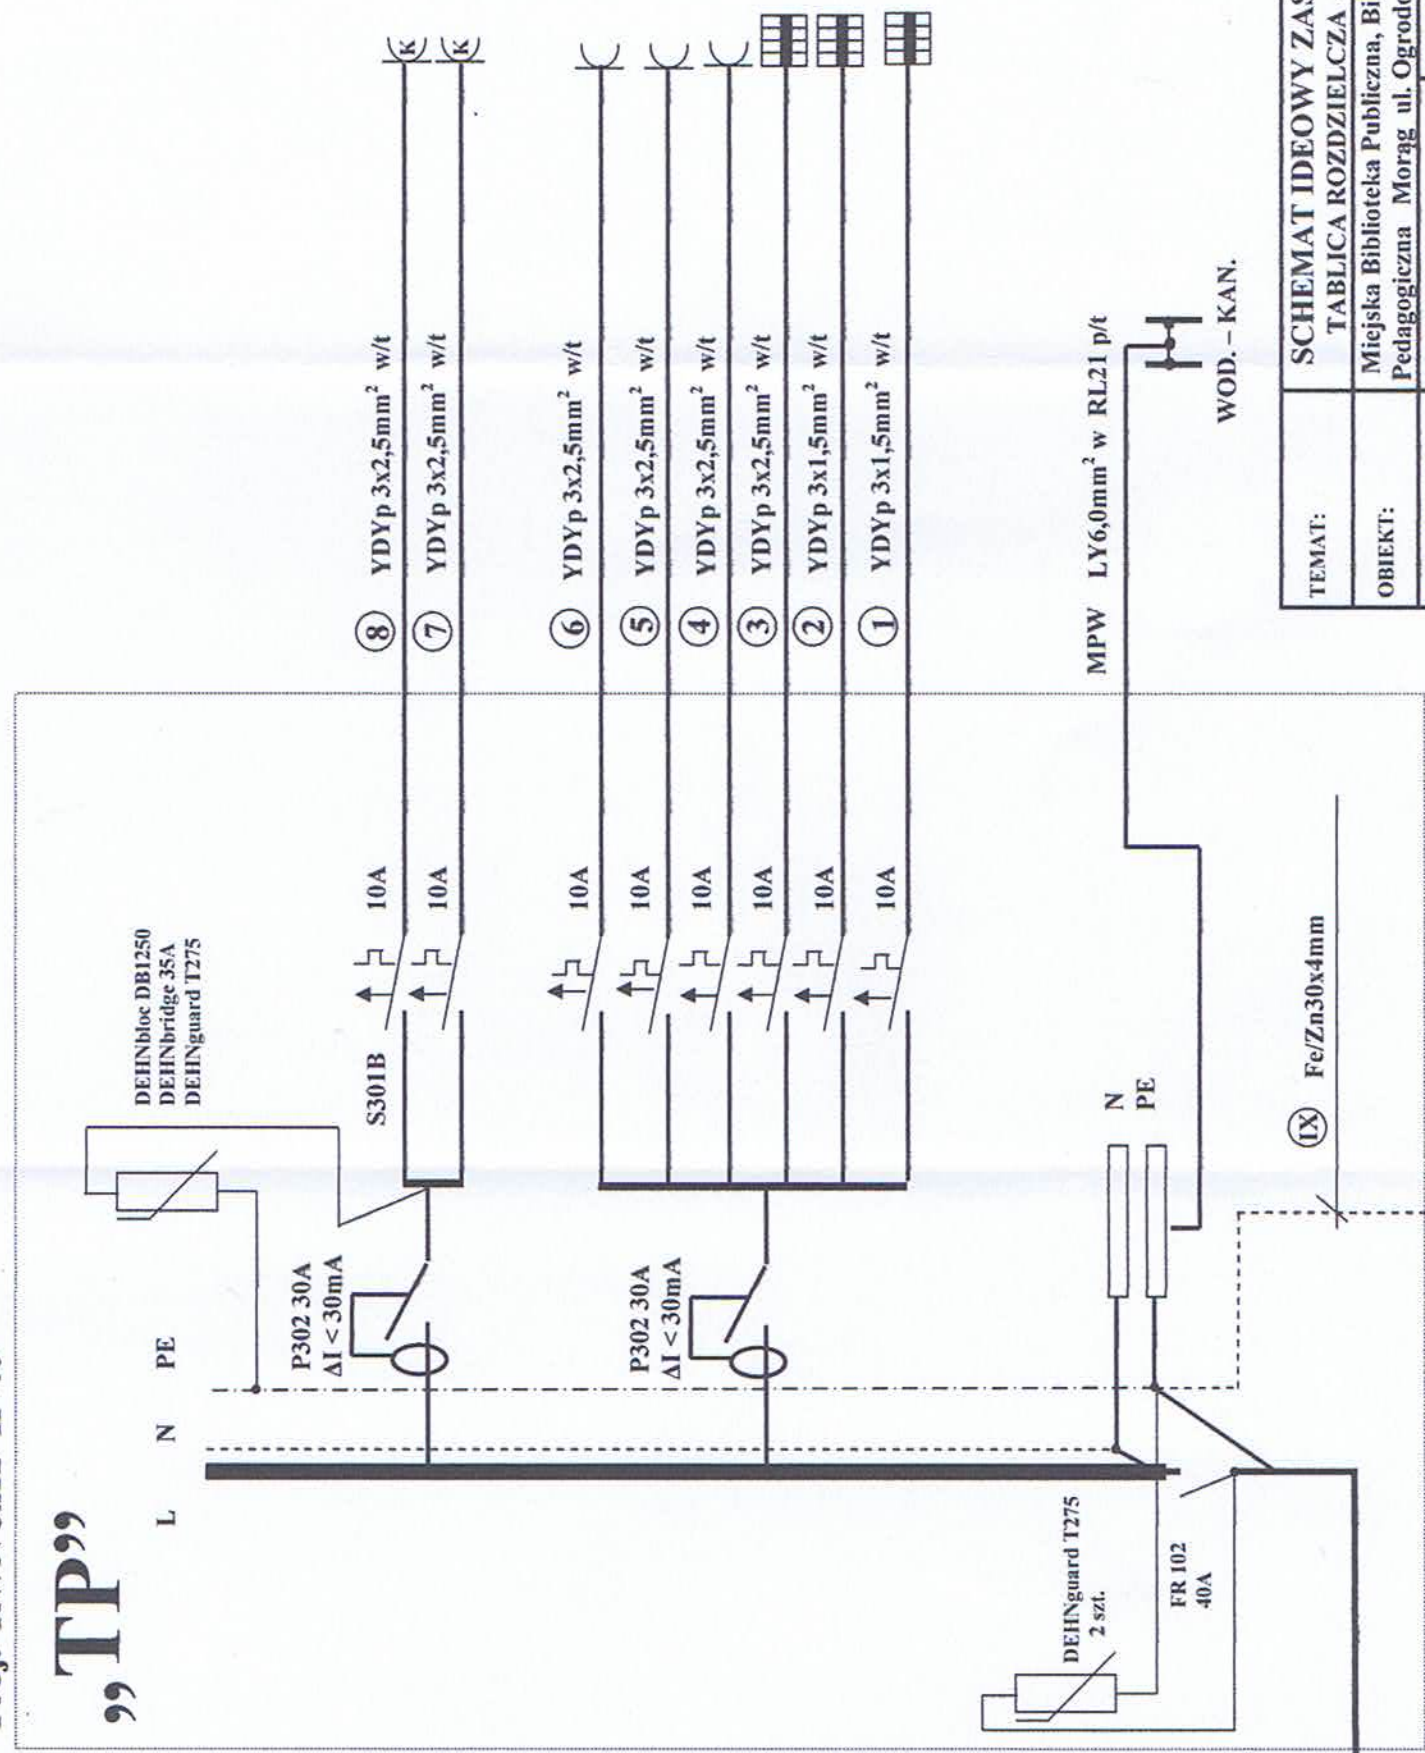 „TP”
L N PE
DEHNbloc DB1250
DEHNbridge 35A
DEHNguard T275
P302 30A
ΔI < 30mA
S301B
10A
⑧ YDYp 3x2,5mm² w/t
10A
⑦ YDYp 3x2,5mm² w/t
K
K
P302 30A
ΔI < 30mA
10A
⑥ YDYp 3x2,5mm² w/t
10A
⑤ YDYp 3x2,5mm² w/t
10A
④ YDYp 3x2,5mm² w/t
10A
③ YDYp 3x2,5mm² w/t
10A
② YDYp 3x1,5mm² w/t
10A
① YDYp 3x1,5mm² w/t
DEHNguard T275
2 szt.
FR 102
40A
N
PE
MPW LY6,0mm² w RL21 p/t
WOD. – KAN.
IX Fe/Zn30x4mm
TEMAT:
SCHEMAT IDEOWY
TABLICA ROZDZIELCZA
OBIEKT:
Miejska Biblioteka Publiczna,
Pedagogiczna Morąg ul.